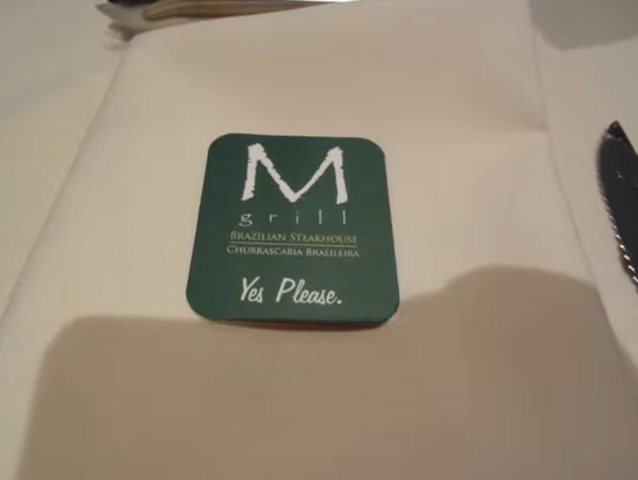 M
grill
BRAZILIAN STEAKHOUSE
CHURRASCARIA BRASILEIRA
Yes Please.